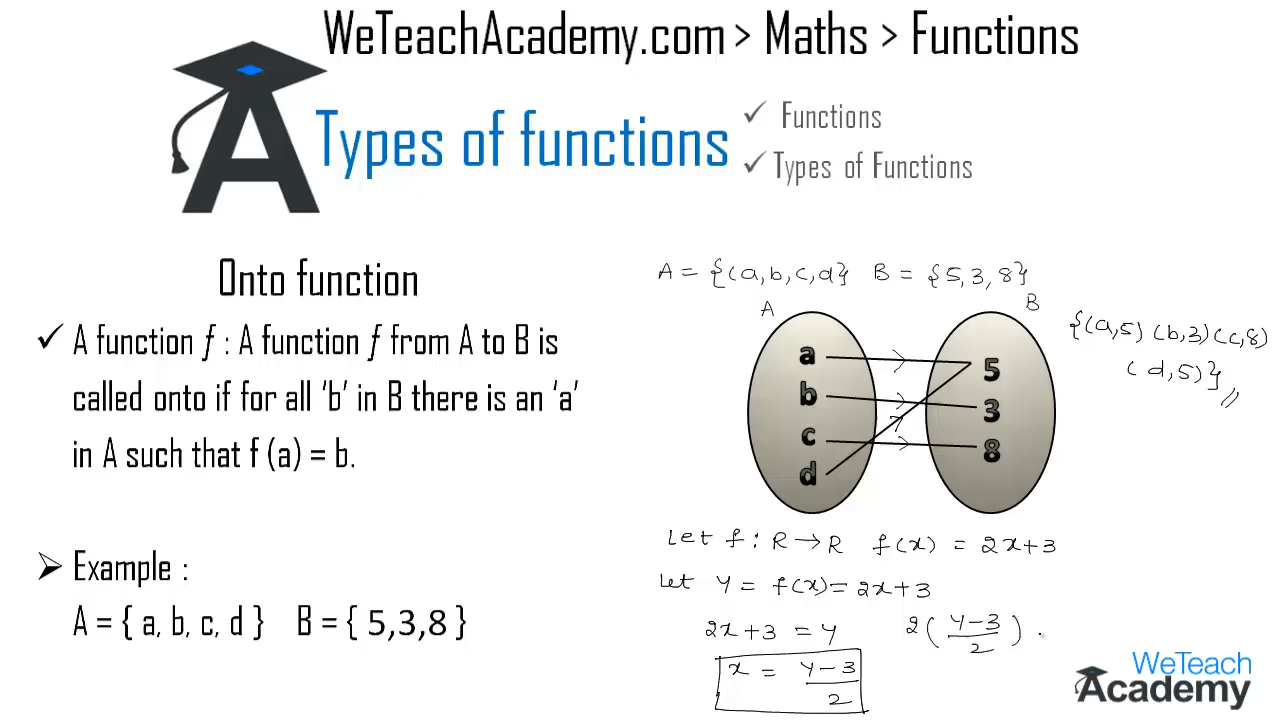 WeTeachAcademy.com > Maths > Functions
A
Types of functions
✓ Functions
✓ Types of Functions
Onto function
✓ A function ƒ : A function ƒ from A to B is
called onto if for all ‘b’ in B there is an ‘a’
in A such that f (a) = b.
➢ Example :
A = { a, b, c, d } B = { 5,3,8 }
A = {(a,b,c,d} B = {5,3,8}
A B
a 5
b 3
c 8
d
{(a,5) (b,3) (c,8)
(d,5)} //
Let f : R → R f(x) = 2x+3
Let y = f(x) = 2x+3
2x+3 = y 2(y-3/2)
x = y-3/2
WeTeach
Academy